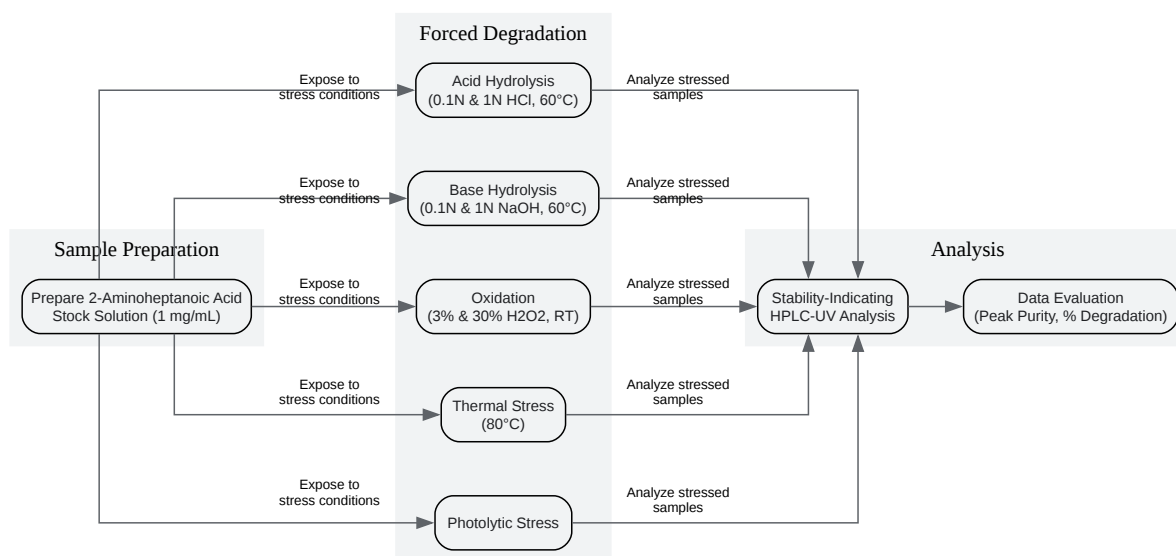 Forced Degradation
Expose to
stress conditions
Acid Hydrolysis
(0.1N & 1N HCl, 60°C)
Analyze stressed
samples
Expose to
stress conditions
Base Hydrolysis
(0.1N & 1N NaOH, 60°C)
Analyze stressed
samples
Sample Preparation
Analysis
Prepare 2-Aminoheptanoic Acid
Stock Solution (1 mg/mL)
Expose to
stress conditions
Oxidation
(3% & 30% H2O2, RT)
Analyze stressed
samples
Stability-Indicating
HPLC-UV Analysis
Data Evaluation
(Peak Purity, % Degradation)
Expose to
stress conditions
Thermal Stress
(80°C)
Analyze stressed
samples
Expose to
stress conditions
Photolytic Stress
Analyze stressed
samples